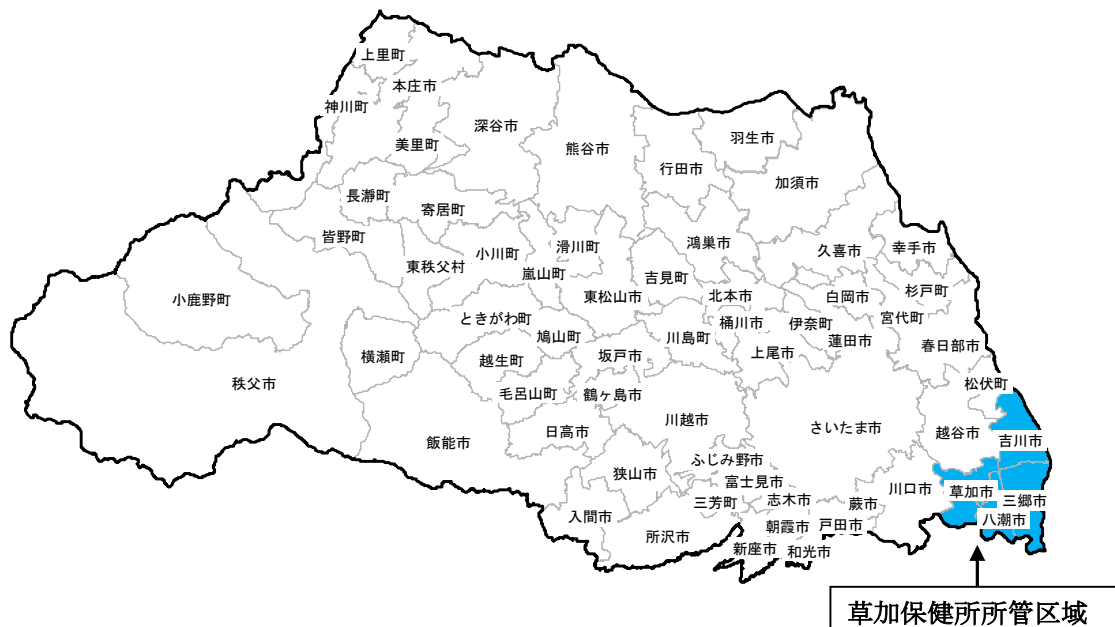 上里町
本庄市
神川町
深谷市
美里町
熊谷市
羽生市
行田市
加須市
長瀞町
寄居町
皆野町
小川町
滑川町
鴻巣市
久喜市
幸手市
東秩父村
嵐山町
吉見町
小鹿野町
東松山市
北本市
白岡市
杉戸町
ときがわ町
鳩山町
川島町
桶川市
伊奈町
宮代町
横瀬町
越生町
坂戸市
上尾市
蓮田市
春日部市
秩父市
毛呂山町
鶴ヶ島市
松伏町
飯能市
日高市
川越市
さいたま市
越谷市
吉川市
狭山市
ふじみ野市
富士見市
川口市
草加市
三郷市
入間市
三芳町
志木市
蕨市
八潮市
所沢市
朝霞市
戸田市
新座市
和光市
草加保健所所管区域